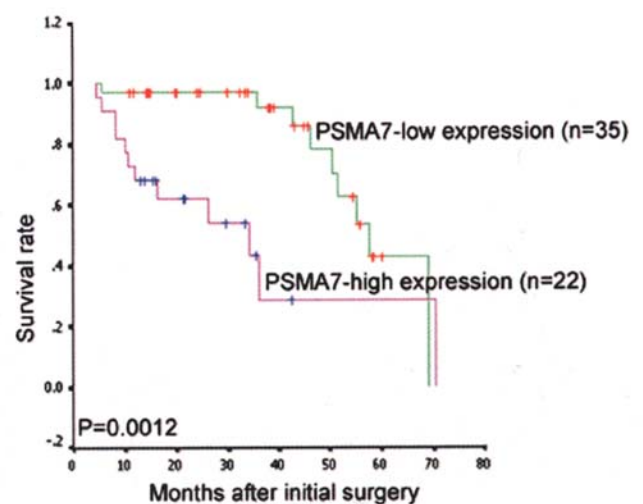 1.2
1.0
.8
.6
.4
.2
0.0
-.2
Survival rate
PSMA7-low expression (n=35)
PSMA7-high expression (n=22)
P=0.0012
0 10 20 30 40 50 60 70 80
Months after initial surgery